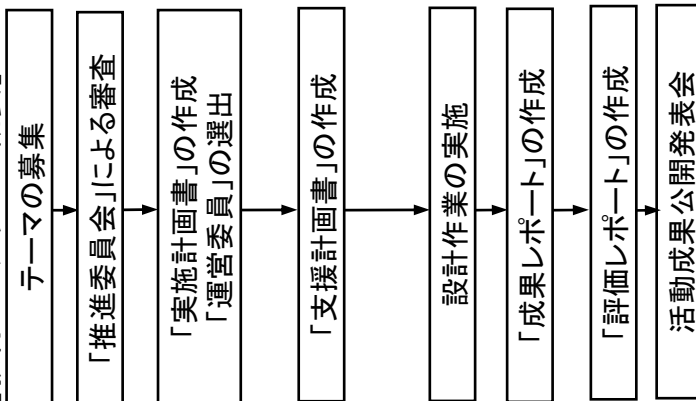 テーマの募集
「推進委員会」による審査
「実施計画書」の作成
「運営委員」の選出
「支援計画書」の作成
設計作業の実施
「成果レポート」の作成
「評価レポート」の作成
活動成果公開発表会